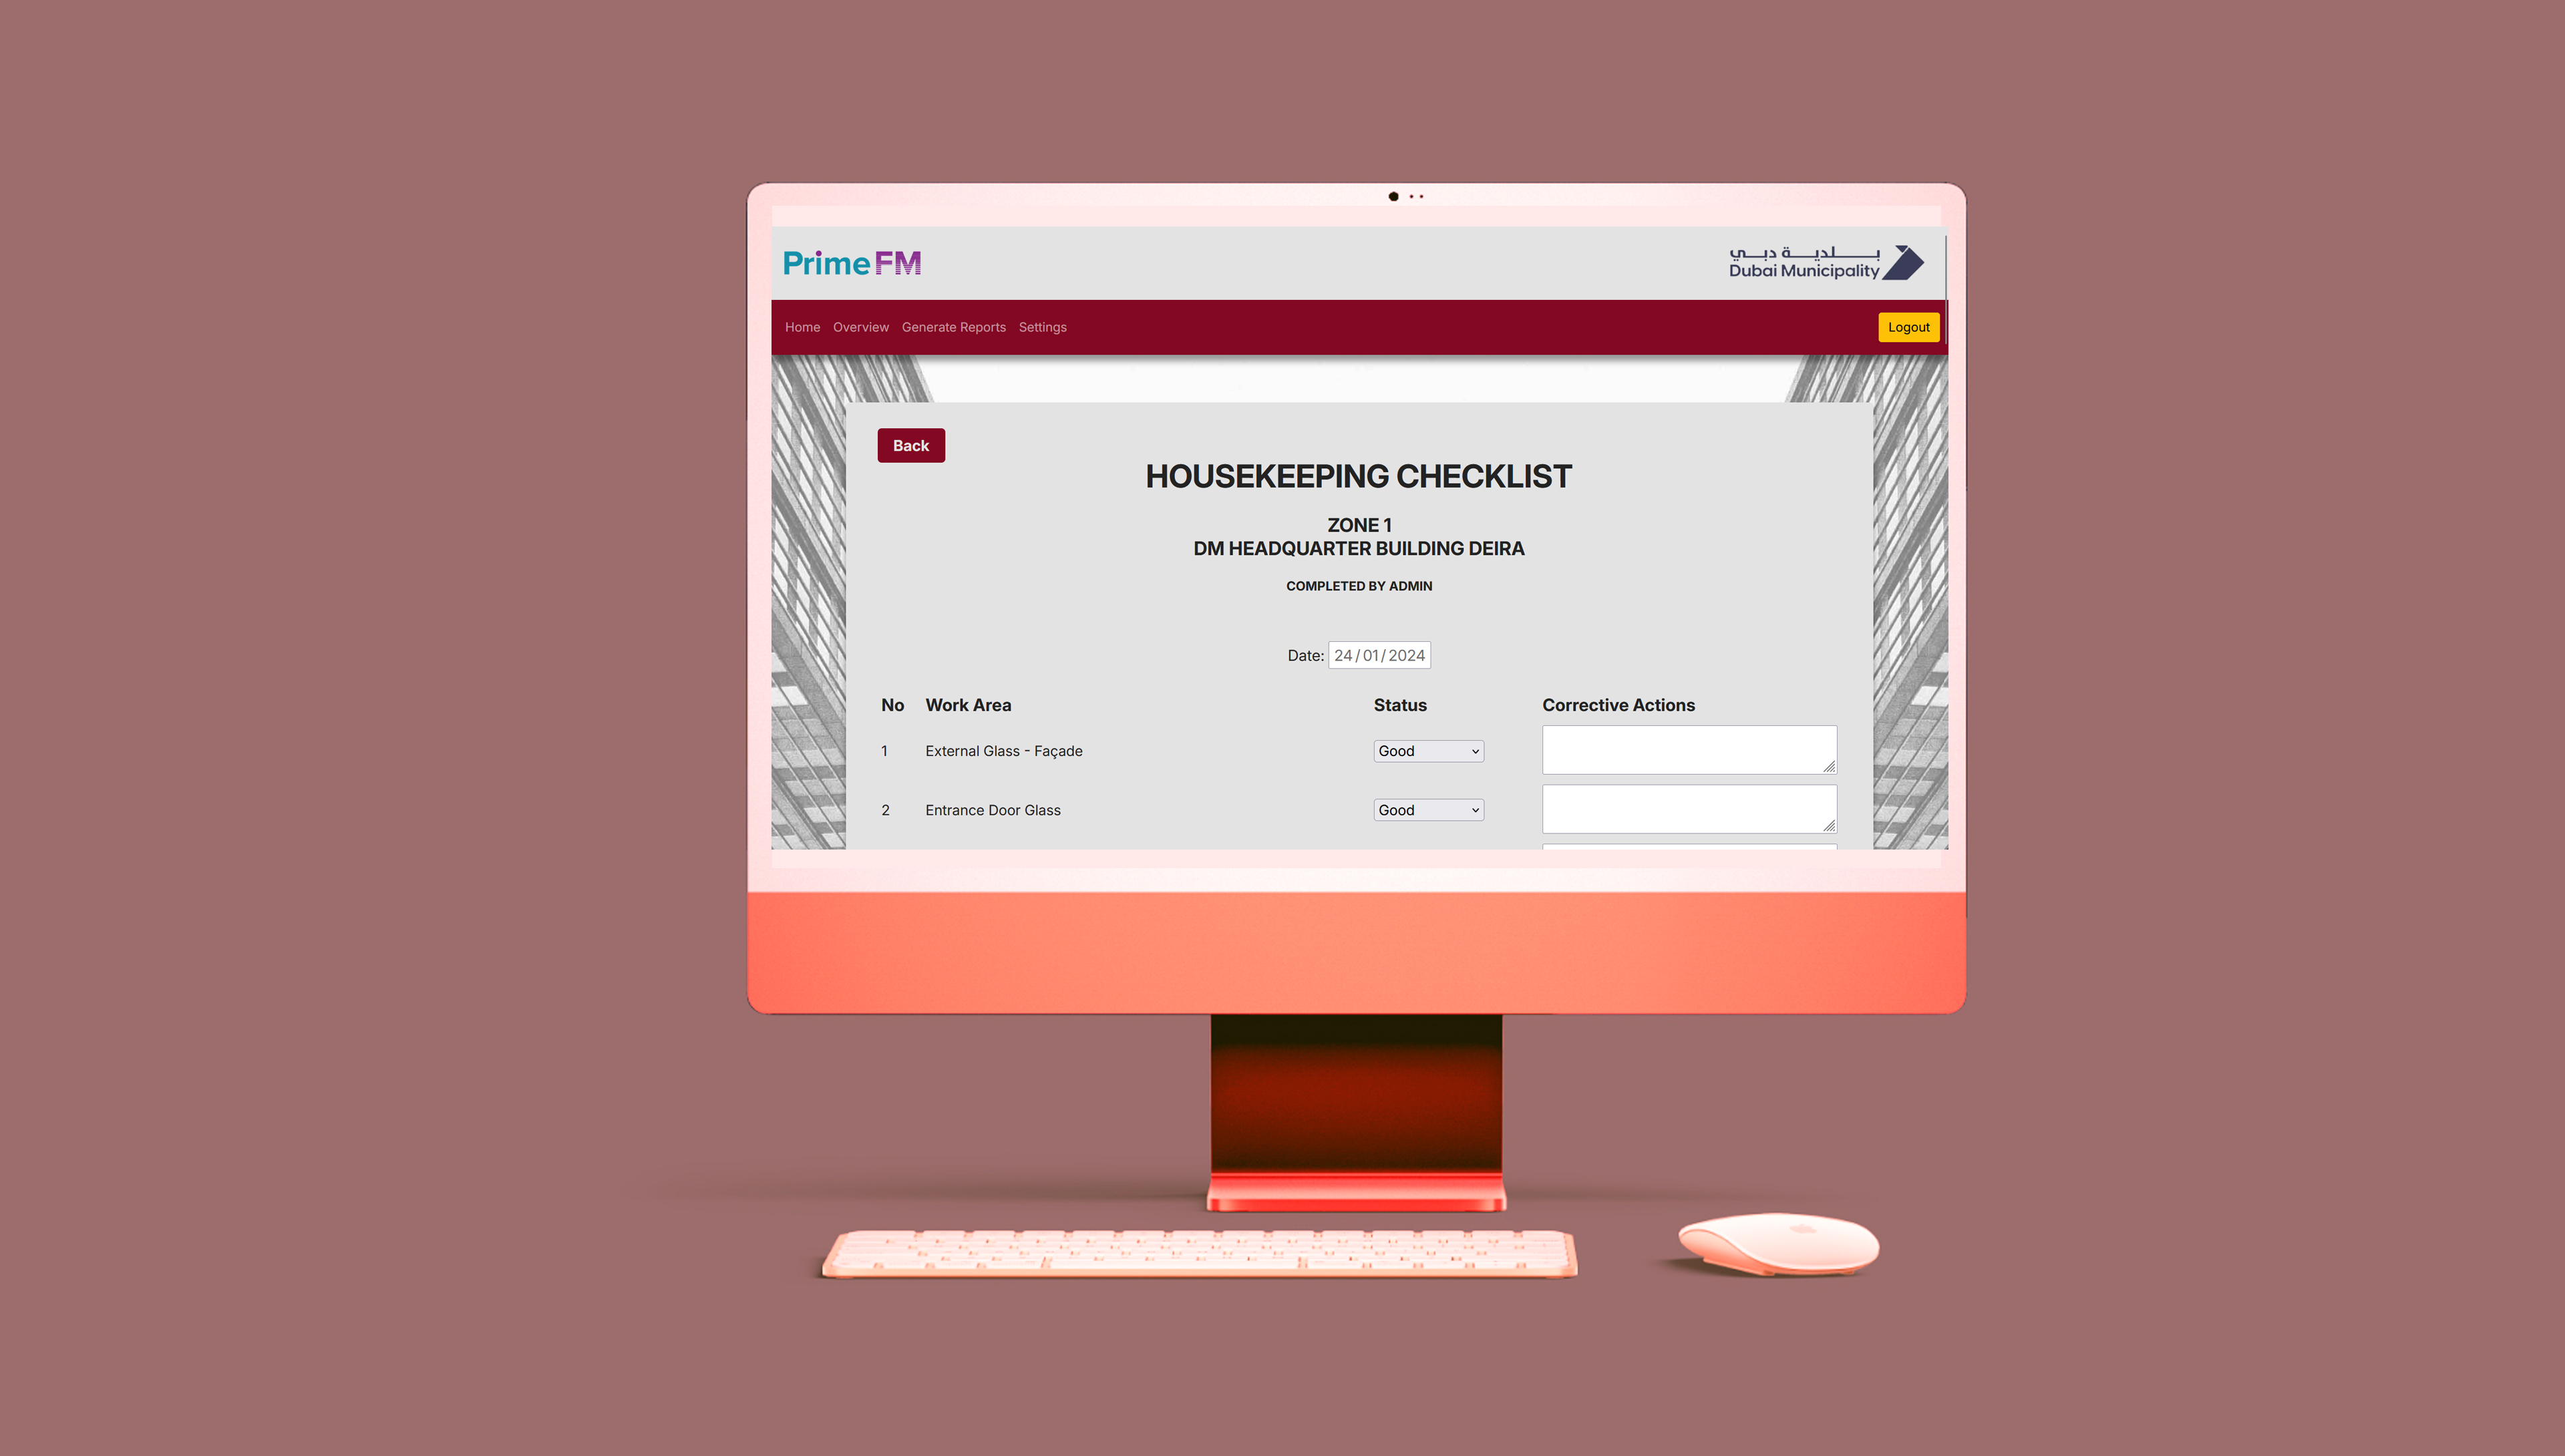 Prime FM
بلدية دبي
Dubai Municipality
Home Overview Generate Reports Settings Logout
Back
HOUSEKEEPING CHECKLIST
ZONE 1
DM HEADQUARTER BUILDING DEIRA
COMPLETED BY ADMIN
Date: 24/01/2024
No Work Area Status Corrective Actions
1 External Glass - Façade Good
2 Entrance Door Glass Good